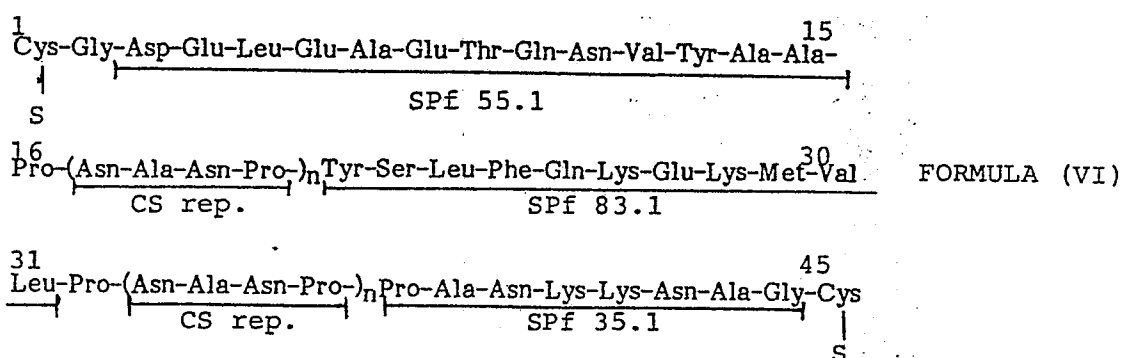 1 15
Cys-Gly-Asp-Glu-Leu-Glu-Ala-Glu-Thr-Gln-Asn-Val-Tyr-Ala-Ala-
SPf 55.1
S
16 30
Pro-(Asn-Ala-Asn-Pro-)nTyr-Ser-Leu-Phe-Gln-Lys-Glu-Lys-Met-Val FORMULA (VI)
CS rep. SPf 83.1
31 45
Leu-Pro-(Asn-Ala-Asn-Pro-)nPro-Ala-Asn-Lys-Lys-Asn-Ala-Gly-Cys
CS rep. SPf 35.1
S